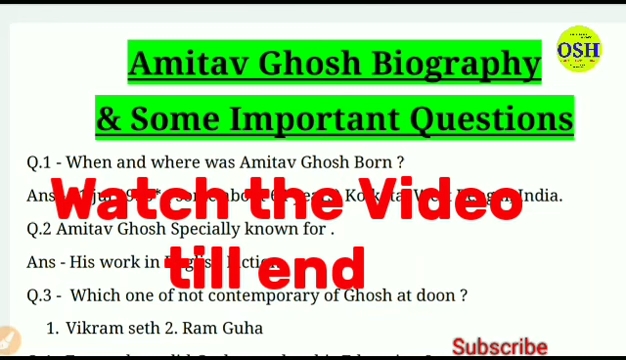 Amitav Ghosh Biography
OSH
& Some Important Questions
Q.1 - When and where was Amitav Ghosh Born ?
Ans India.
Watch the Video
Q.2 Amitav Ghosh Specially known for .
Ans - His work in
till end
Q.3 - Which one of not contemporary of Ghosh at doon ?
1. Vikram seth 2. Ram Guha
Subscribe